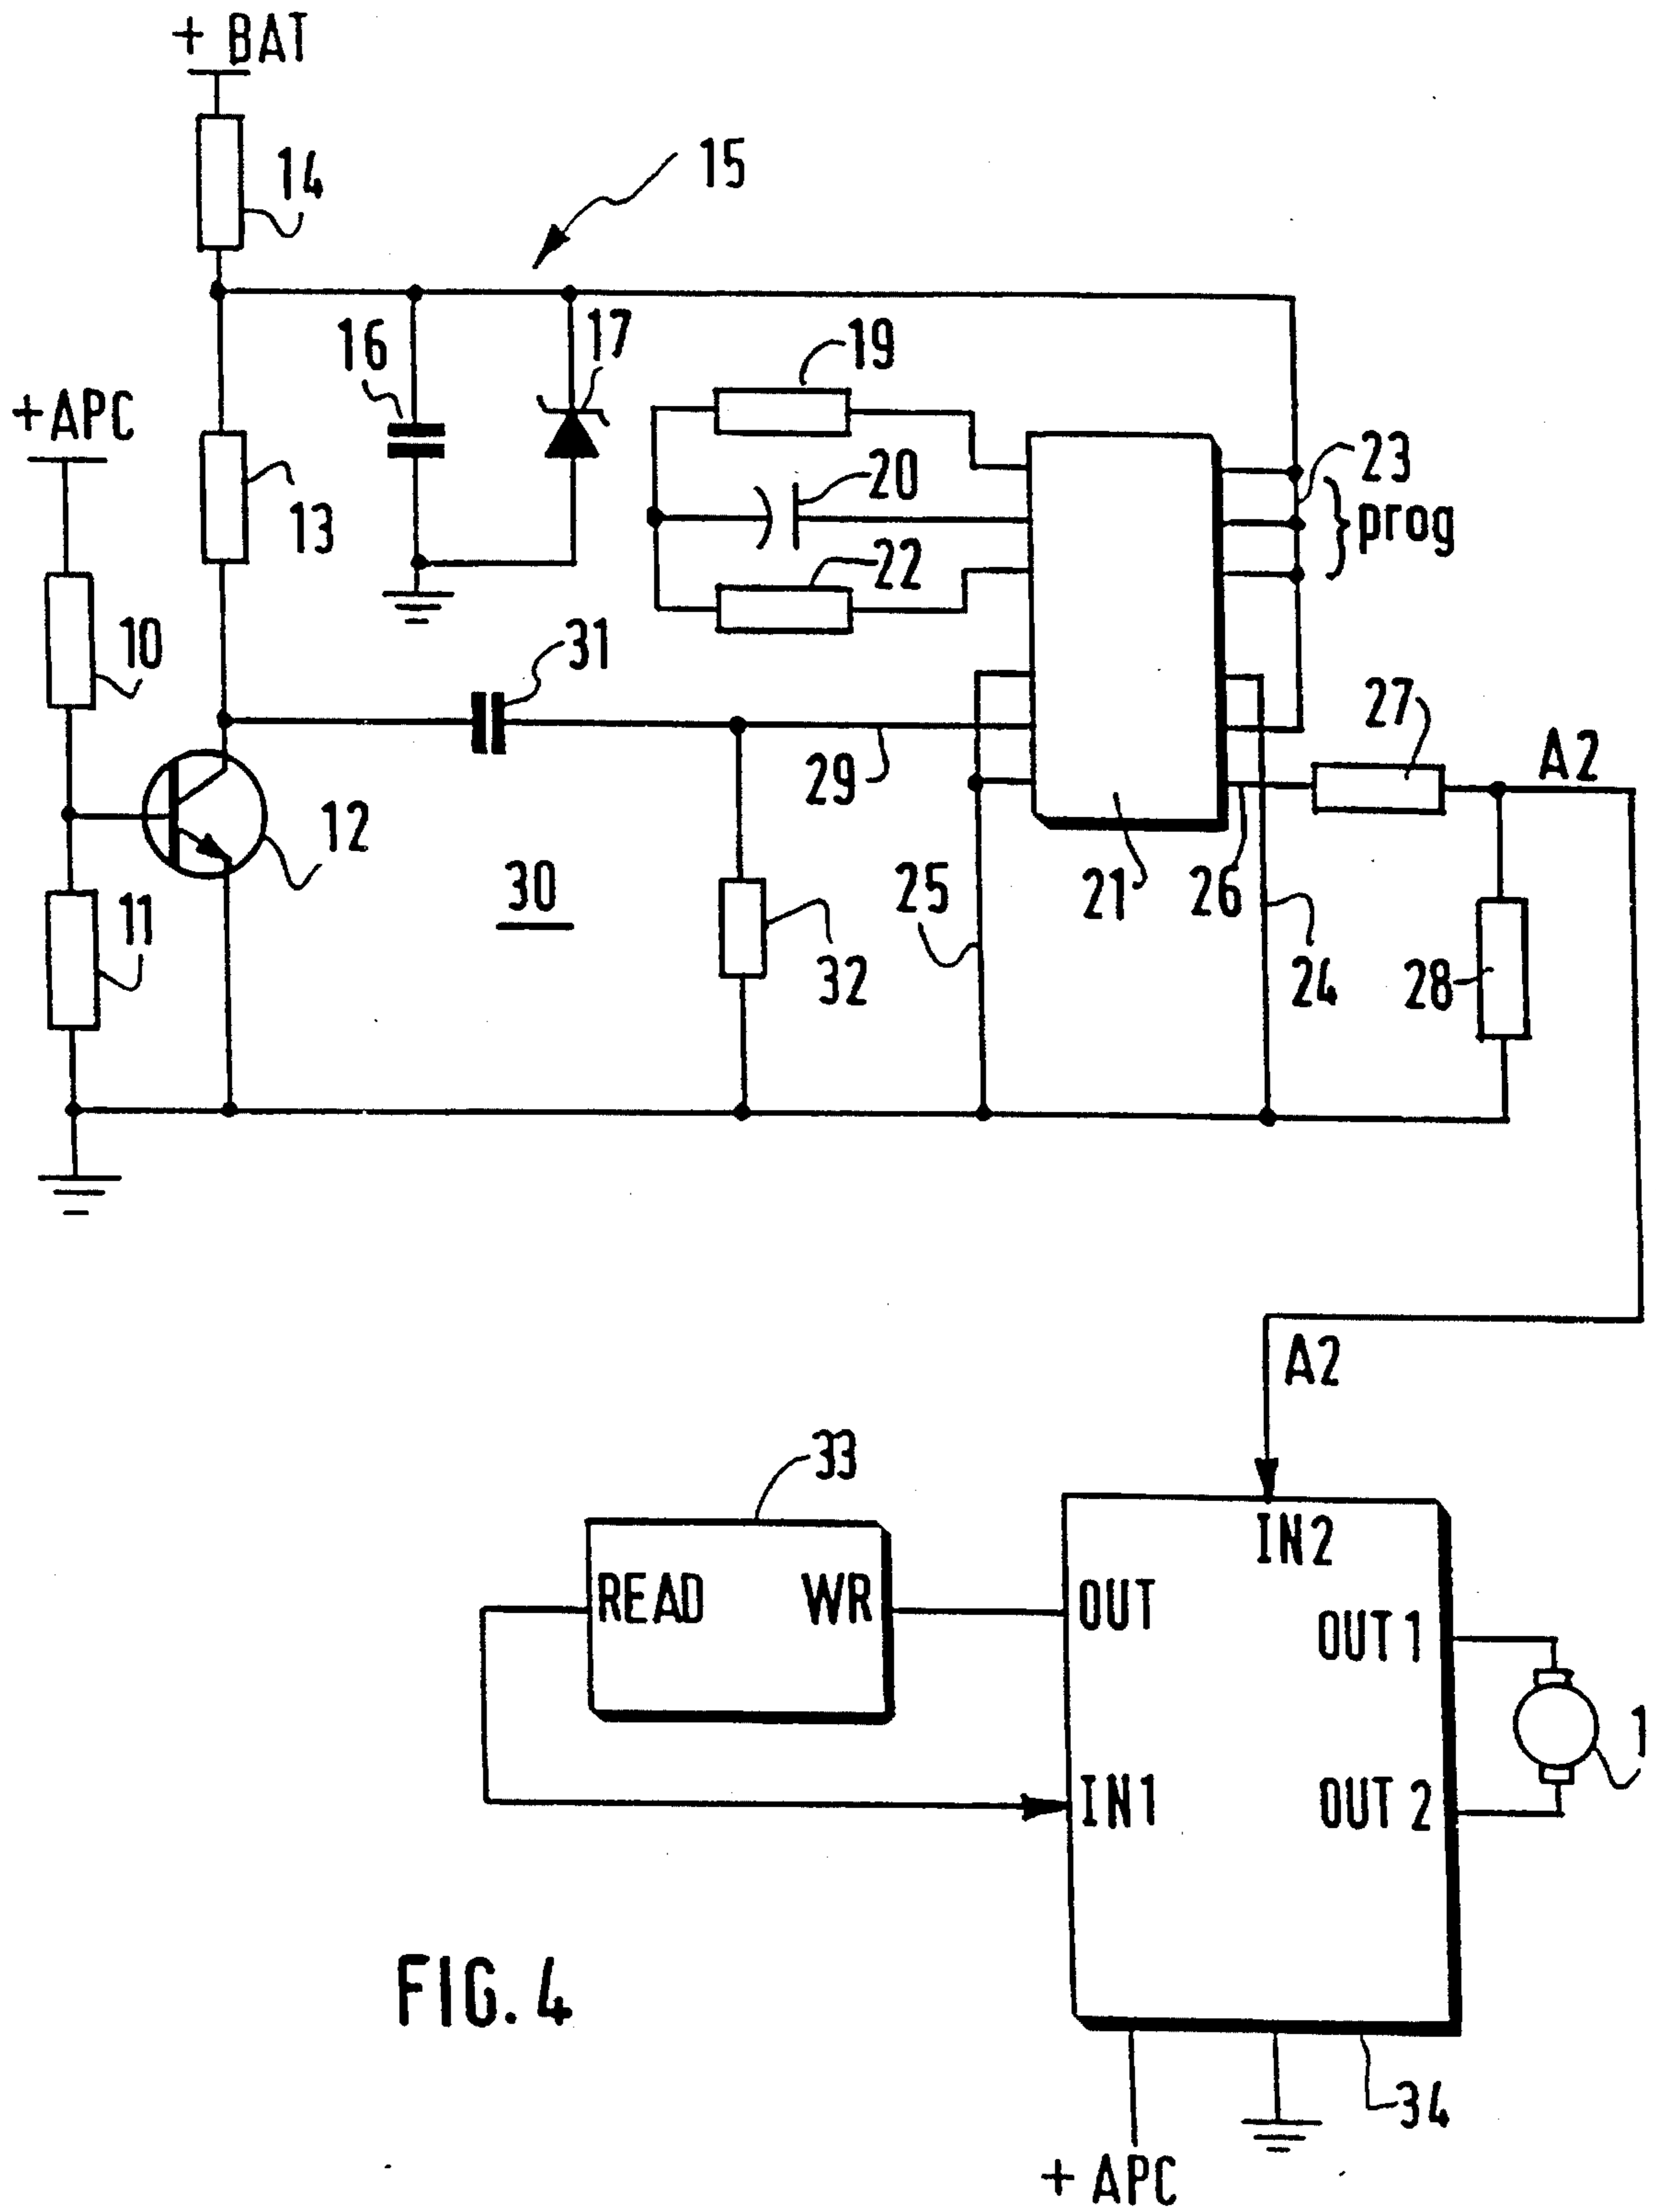 + BAT
14
15
16
17
19
+APC
23
20
prog
13
22
10
31
27
A2
29
12
30
25
21
26
11
32
24
28
A2
33
IN2
READ
WR
OUT
OUT 1
1
IN1
OUT 2
FIG. 4
34
+ APC